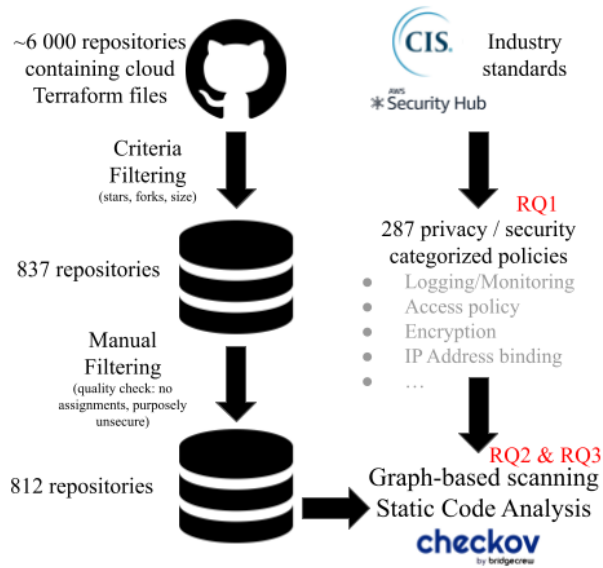 ~6 000 repositories
containing cloud
Terraform files
Criteria
Filtering
(stars, forks, size)
837 repositories
Manual
Filtering
(quality check: no
assignments, purposely
unsecure)
812 repositories
CIS.
Industry
standards
AWS
Security Hub
RQ1
287 privacy / security
categorized policies
● Logging/Monitoring
● Access policy
● Encryption
● IP Address binding
● …
RQ2 & RQ3
Graph-based scanning
Static Code Analysis
checkov
by bridgecrew